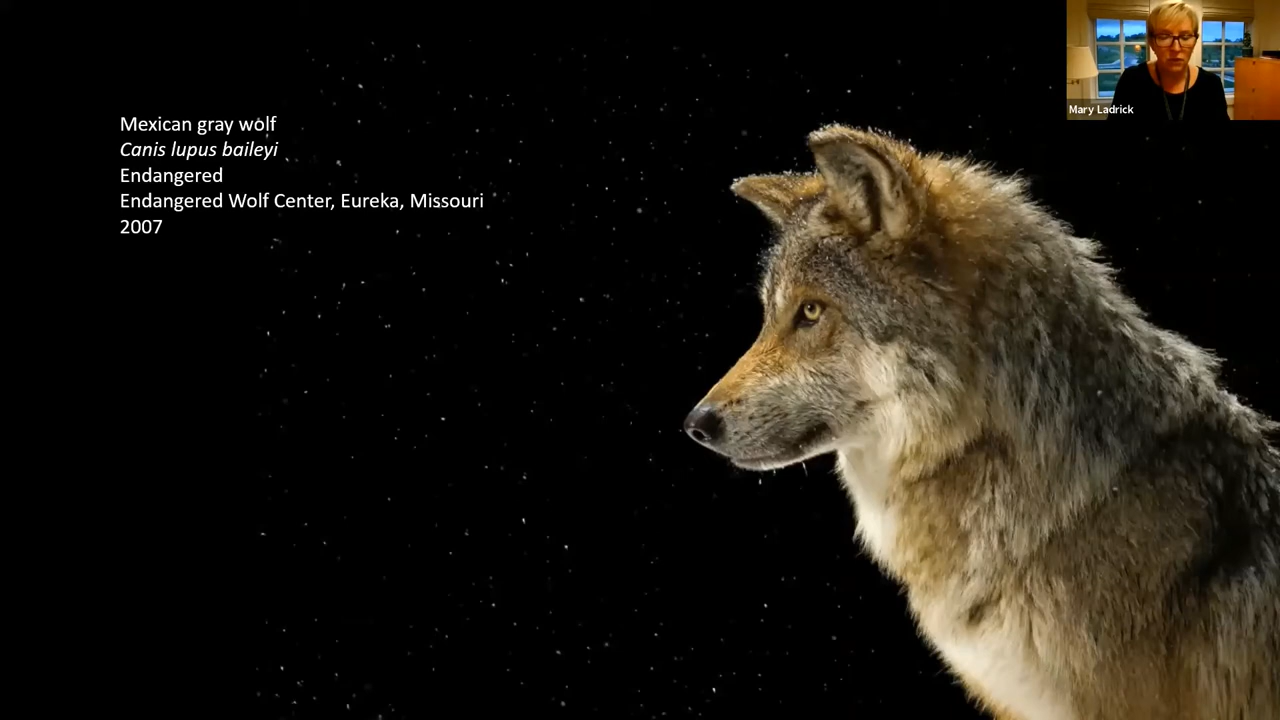 Mexican gray wolf
Canis lupus baileyi
Endangered
Endangered Wolf Center, Eureka, Missouri
2007
Mary Ladrick